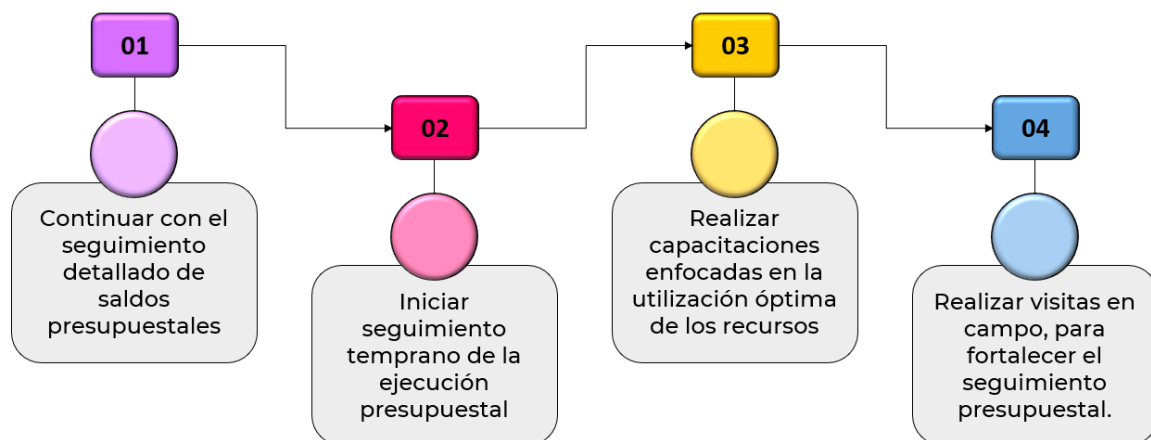 01
Continuar con el
seguimiento
detallado de
saldos
presupuestales
02
Iniciar
seguimiento
temprano de la
ejecución
presupuestal
03
Realizar
capacitaciones
enfocadas en la
utilización óptima
de los recursos
04
Realizar visitas en
campo, para
fortalecer el
seguimiento
presupuestal.